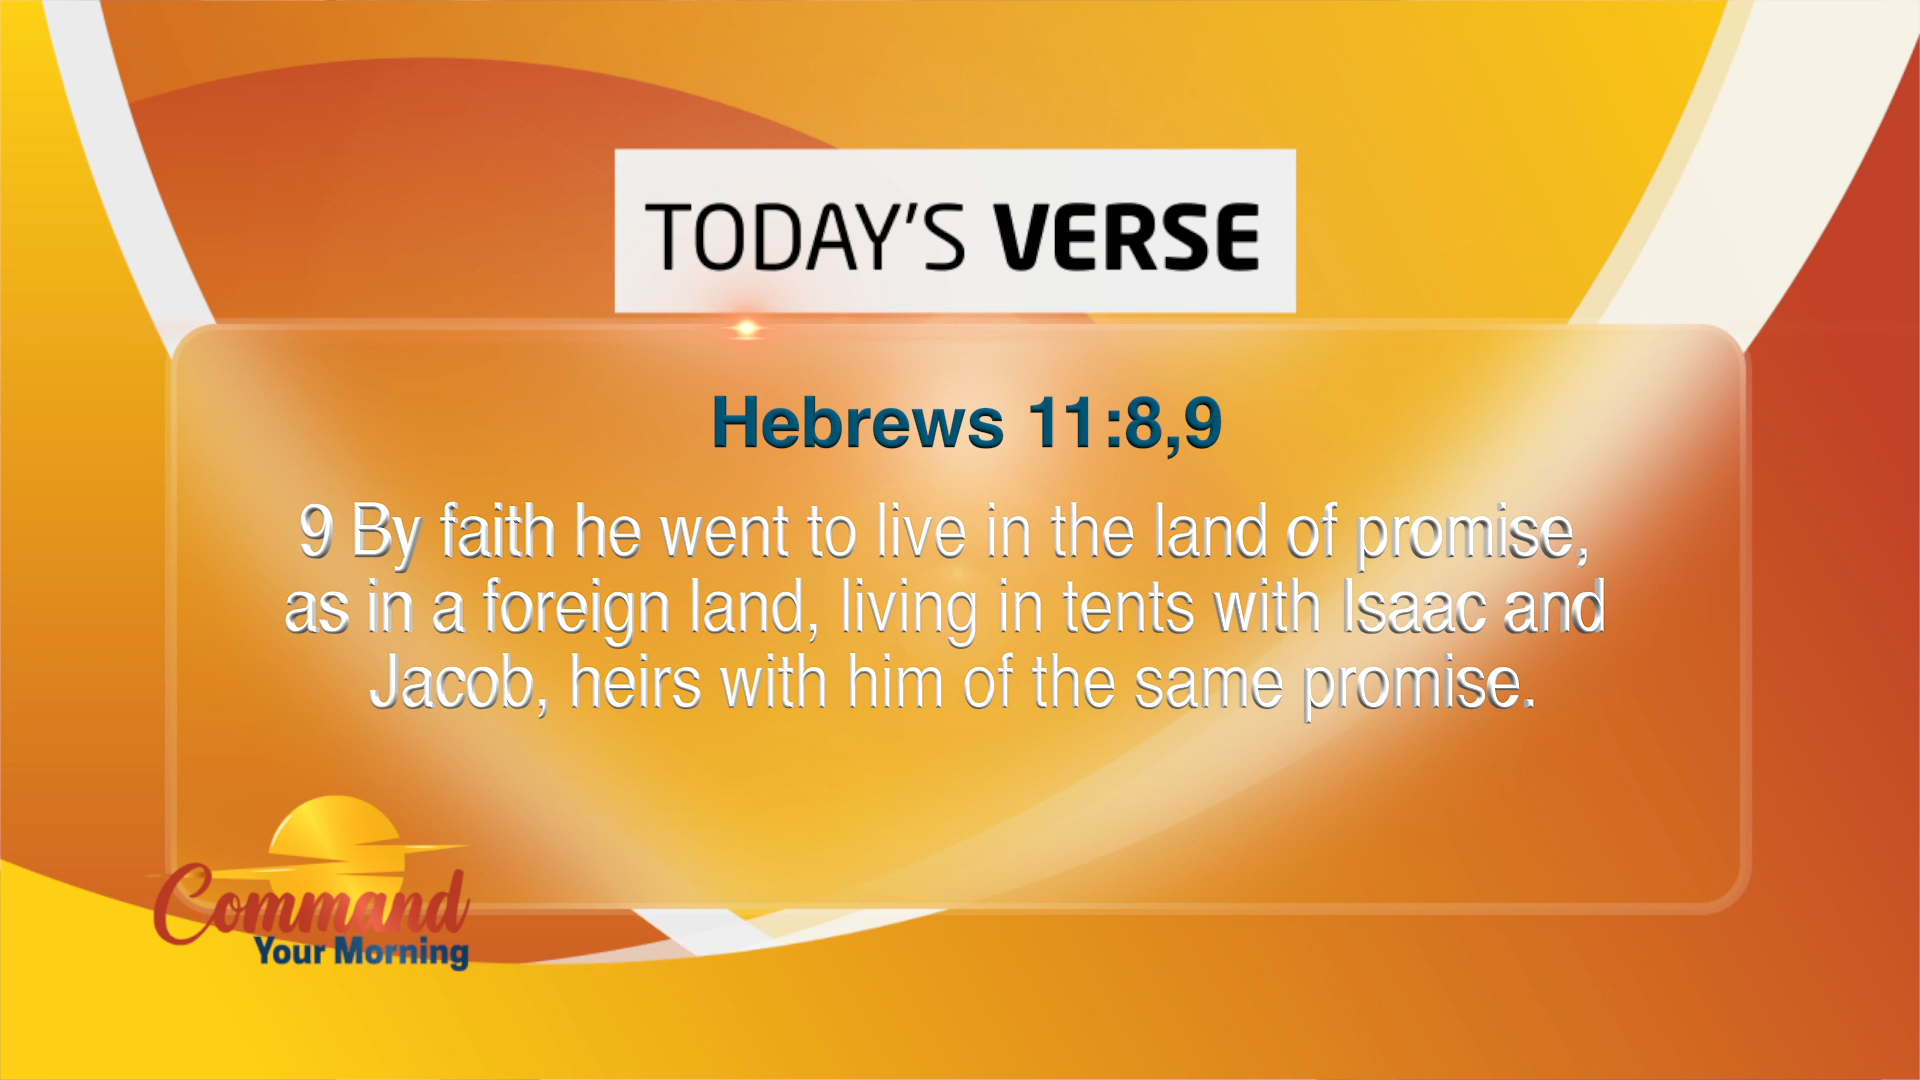 TODAY'S VERSE
Hebrews 11:8,9
9 By faith he went to live in the land of promise,
as in a foreign land, living in tents with Isaac and
Jacob, heirs with him of the same promise.
Command
Your Morning